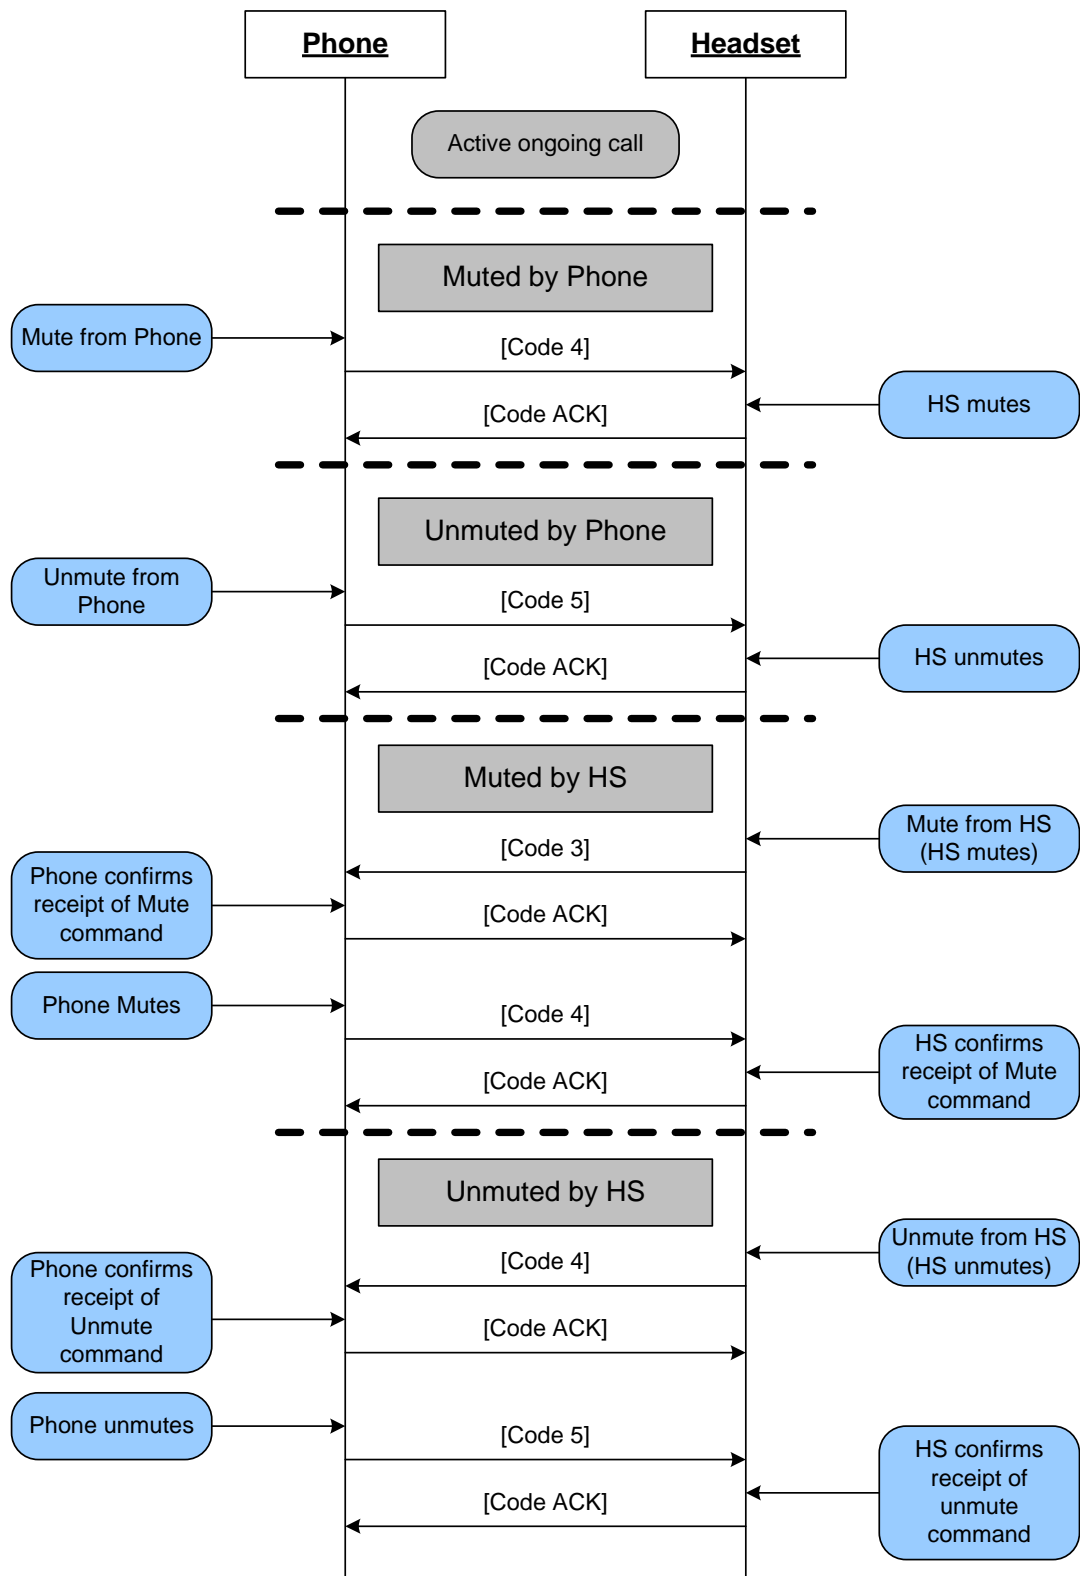 Phone
Headset
Active ongoing call
Muted by Phone
Mute from Phone
[Code 4]
HS mutes
[Code ACK]
Unmuted by Phone
Unmute from
Phone
[Code 5]
HS unmutes
[Code ACK]
Muted by HS
Mute from HS
(HS mutes)
[Code 3]
Phone confirms
receipt of Mute
command
[Code ACK]
Phone Mutes
[Code 4]
HS confirms
receipt of Mute
command
[Code ACK]
Unmuted by HS
Unmute from HS
(HS unmutes)
[Code 4]
Phone confirms
receipt of
Unmute
command
[Code ACK]
Phone unmutes
[Code 5]
HS confirms
receipt of
unmute
command
[Code ACK]